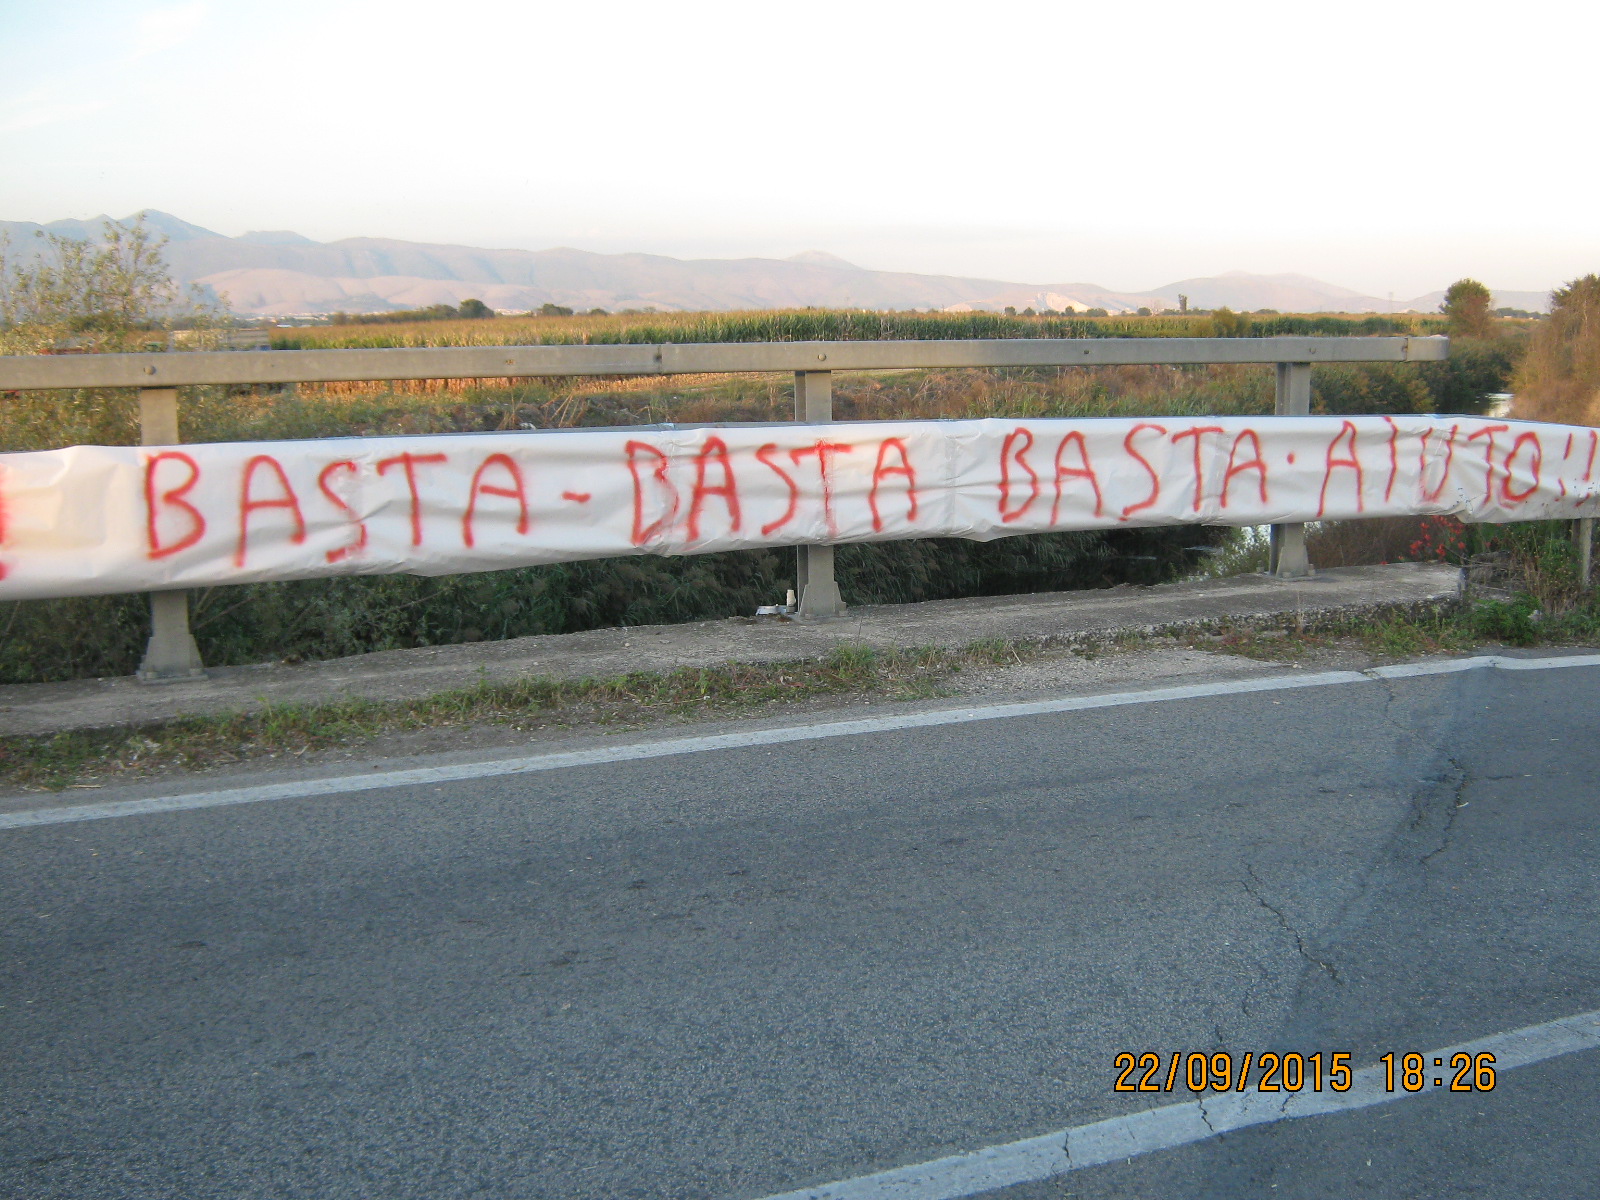 ! BASTA - BASTA BASTA · AIUTO!!
22/09/2015 18:26